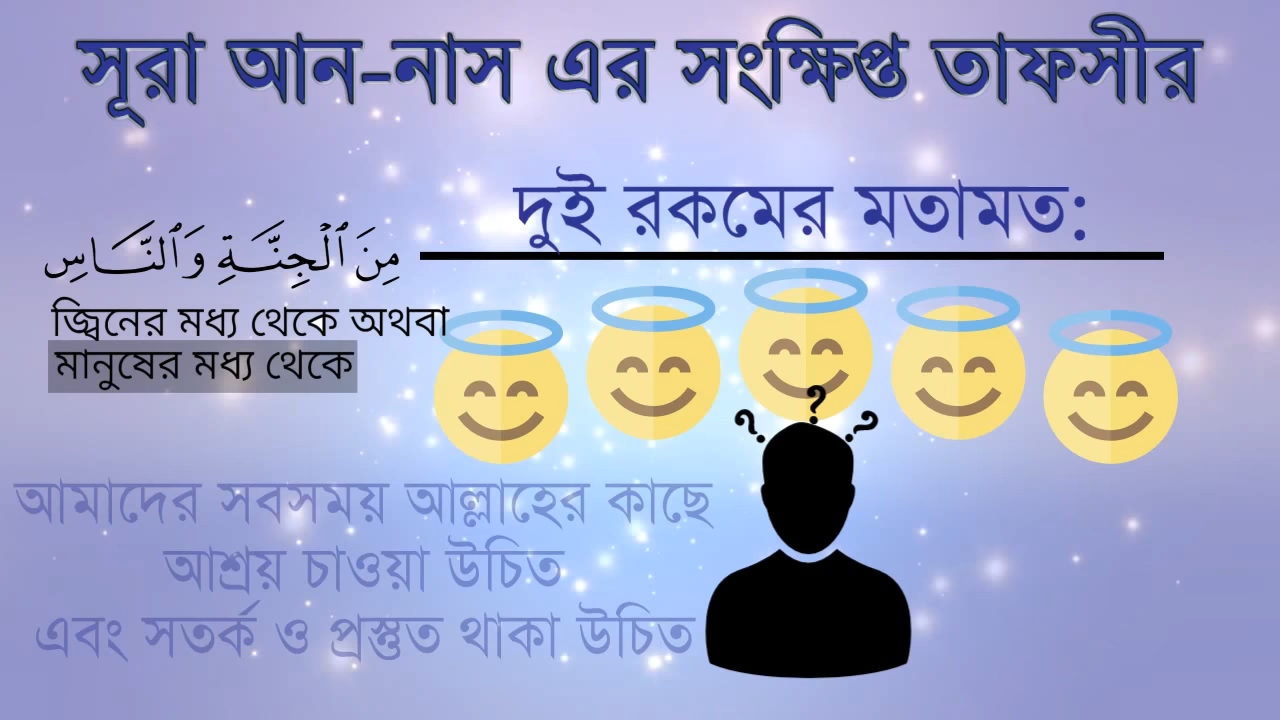 সূরা আন-নাস এর সংক্ষিপ্ত তাফসীর
দুই রকমের মতামত:
مِنَ ٱلْجِنَّةِ وَٱلنَّاسِ
জ্বিনের মধ্য থেকে অথবা
মানুষের মধ্য থেকে
? ? ?
আমাদের সবসময় আল্লাহের কাছে
আশ্রয় চাওয়া উচিত
এবং সতর্ক ও প্রস্তুত থাকা উচিত